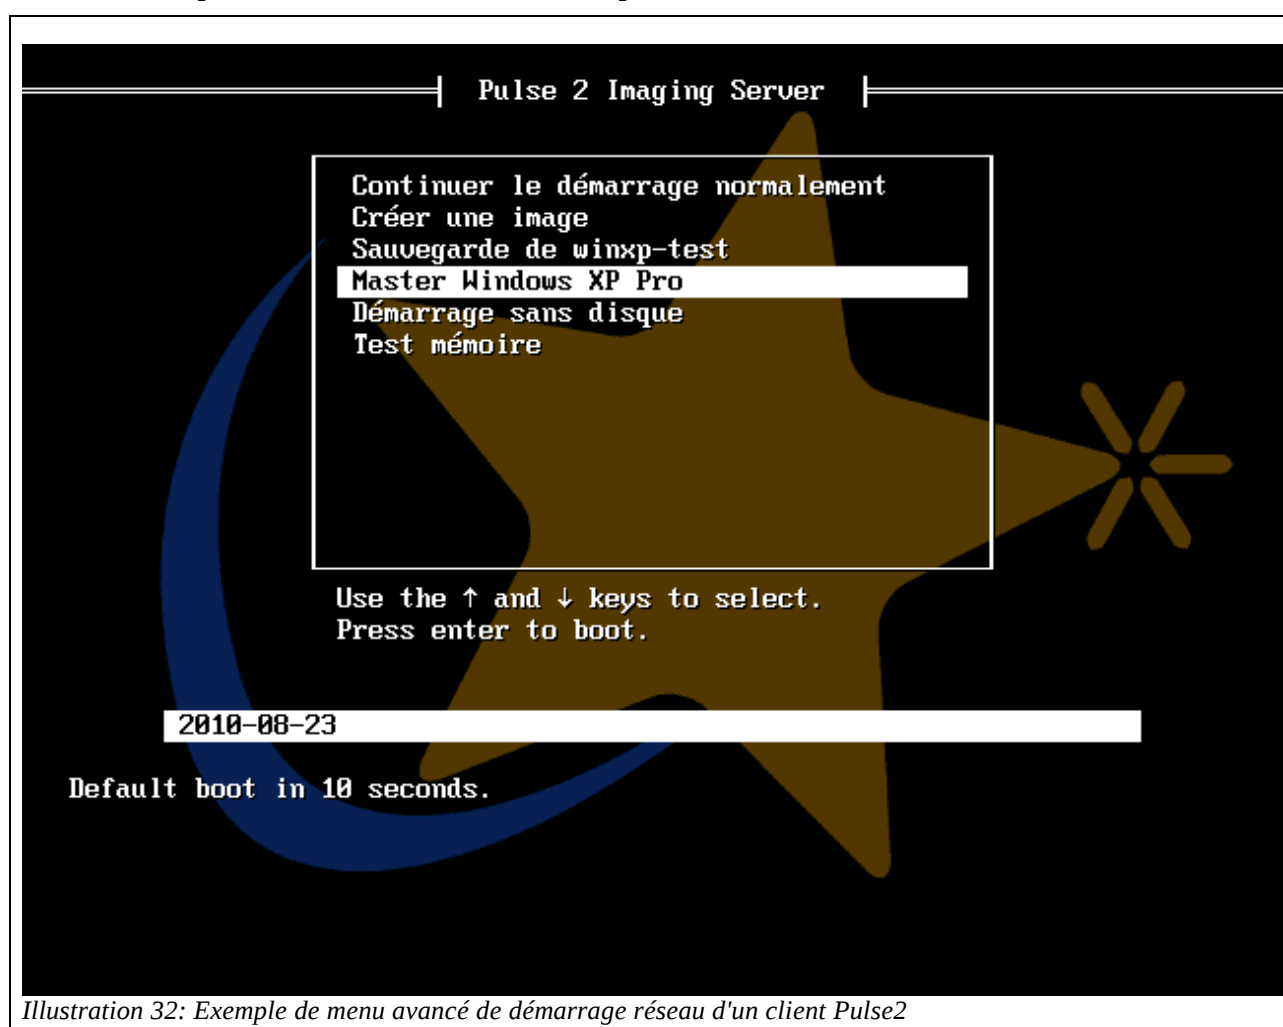 Pulse 2 Imaging Server
Continuer le démarrage normalement
Créer une image
Sauvegarde de winxp-test
Master Windows XP Pro
Démarrage sans disque
Test mémoire
Use the ↑ and ↓ keys to select.
Press enter to boot.
2010-08-23
Default boot in 10 seconds.
Illustration 32: Exemple de menu avancé de démarrage réseau d'un client Pulse2